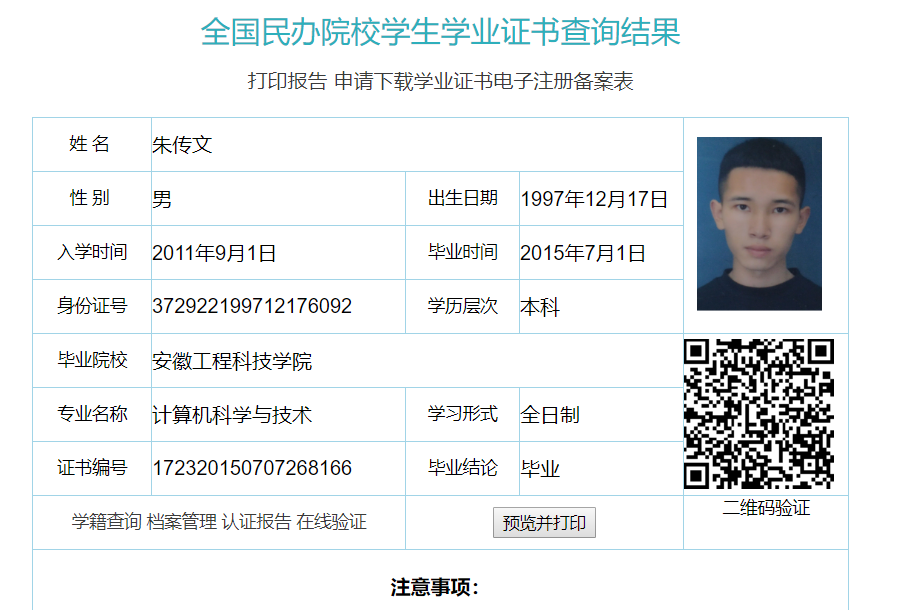 全国民办院校学生学业证书查询结果
打印报告 申请下载学业证书电子注册备案表
姓 名 朱传文
性 别 男 出生日期 1997年12月17日
入学时间 2011年9月1日 毕业时间 2015年7月1日
身份证号 372922199712176092 学历层次 本科
毕业院校 安徽工程科技学院
专业名称 计算机科学与技术 学习形式 全日制
证书编号 172320150707268166 毕业结论 毕业
二维码验证
学籍查询 档案管理 认证报告 在线验证 预览并打印
注意事项：